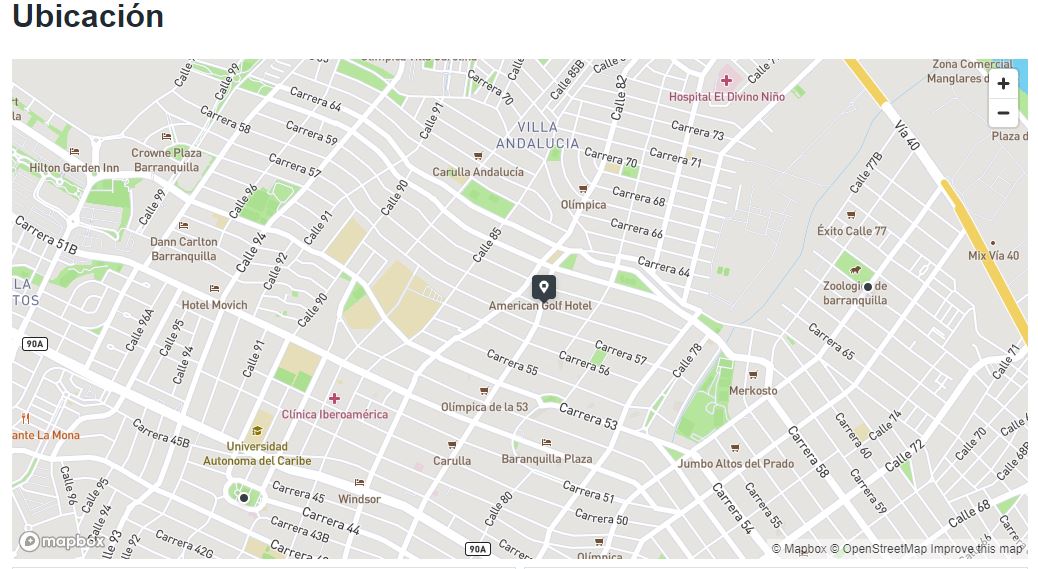 Ubicación
Olímpica Villa Carolina
Calle 99
Calle 99
Carrera 64
Carrera 70
Calle 85B
Calle 82
Hospital El Divino Niño
Zona Comercial
Manglares de
Carrera 58
Carrera 59
Calle 91
VILLA
ANDALUCIA
Carrera 73
Vía 40
Plaza d
Crowne Plaza
Barranquilla
Hilton Garden Inn
Carrera 57
Carulla Andalucía
Carrera 70
Carrera 71
Calle 77B
Calle 99
Calle 96
Calle 90
Olímpica
Carrera 68
Carrera 51B
Dann Carlton
Barranquilla
Calle 94
Calle 92
Calle 91
Calle 85
Carrera 66
Éxito Calle 77
Mix Vía 40
Carrera 64
LA
TOS
Hotel Movich
Calle 90
American Golf Hotel
Zoologico de
barranquilla
90A
Calle 96A
Calle 95
Calle 94
Calle 91
Carrera 55
Carrera 56
Carrera 57
Calle 78
Carrera 65
Calle 71
Merkosto
Clínica Iberoamérica
Olímpica de la 53
Carrera 53
ante La Mona
Carrera 45B
Universidad
Autonoma del Caribe
Carulla
Baranquilla Plaza
Jumbo Altos del Prado
Carrera 58
Carrera 60
Calle 74
Calle 72
Calle 70
Calle 68B
Calle 96
Calle 95
Calle 94
Calle 93
Calle 92
Carrera 45
Windsor
Carrera 44
Carrera 43B
Carrera 42G
Calle 80
Carrera 51
Carrera 50
Carrera 54
Carrera 55
Carrera 59
Calle 68
Calle 66
90A
Olímpica
mapbox
© Mapbox © OpenStreetMap Improve this map